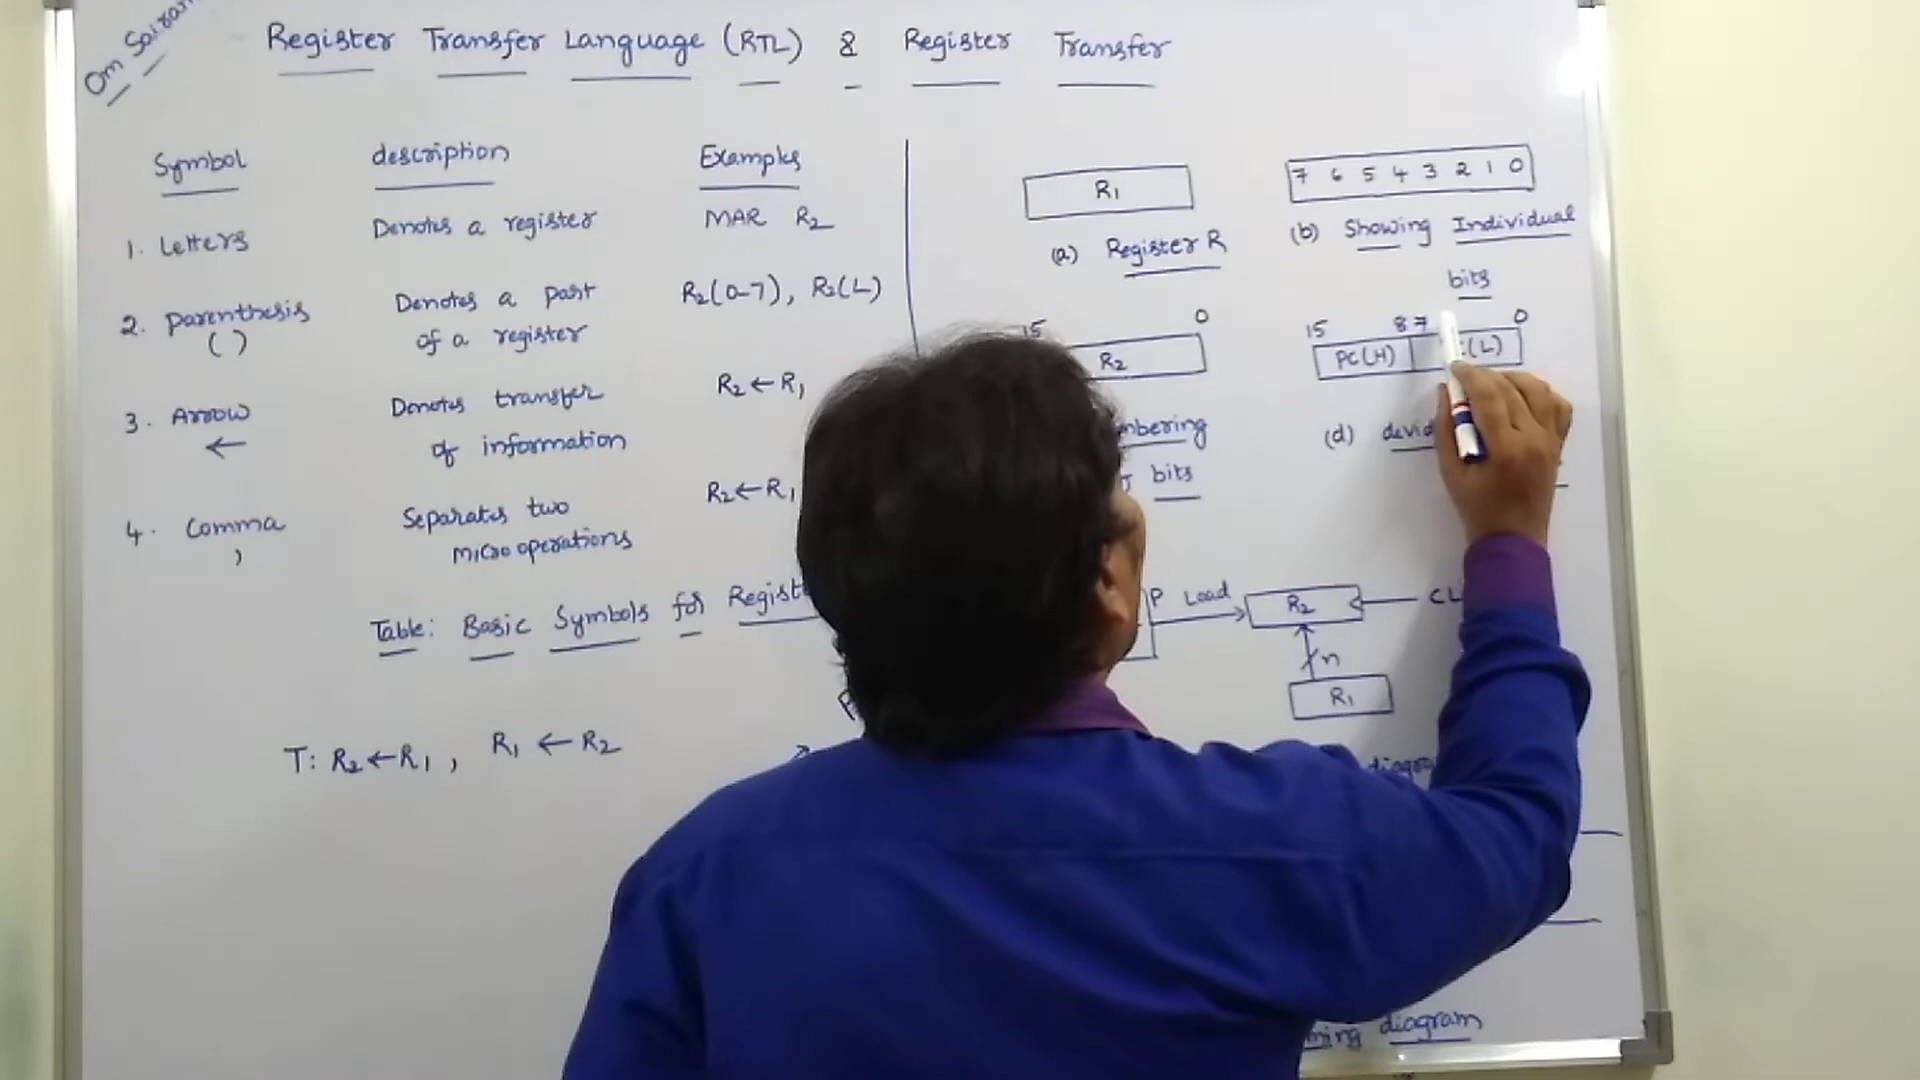 Om Sairam
Register Transfer Language (RTL) & Register Transfer
Symbol description Examples
1. Letters Denotes a register MAR R2
2. Parenthesis Denotes a part R2(0-7), R2(L)
( ) of a register
3. Arrow Denotes transfer R2 ← R1
← of information
4. Comma Separates two R2 ← R1
, micro operations
Table: Basic Symbols for
T: R2 ← R1 , R1 ← R2
R1
(a) Register R
7 6 5 4 3 2 1 0
(b) Showing Individual
bits
15 0
R2
bits
15 8 7 0
PC(H) (L)
(d)
P Load R2
n
R1
diagram